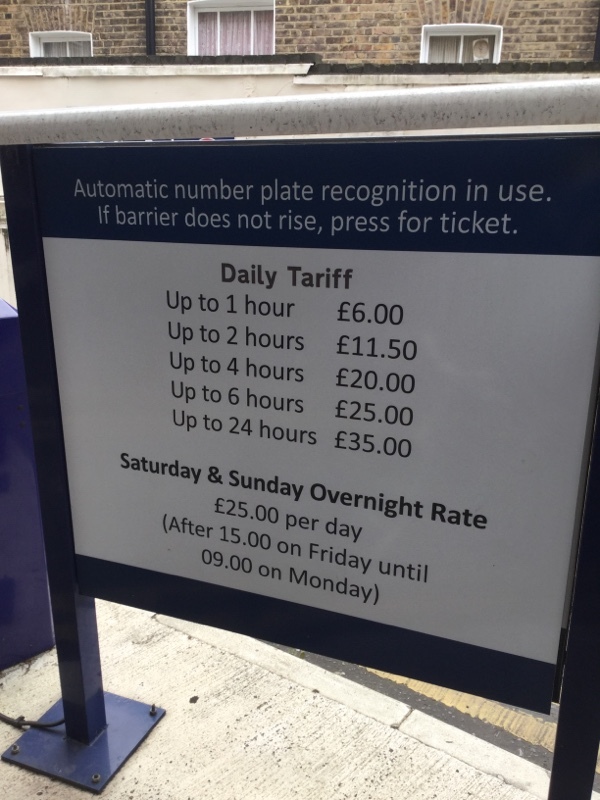 Automatic number plate recognition in use.
If barrier does not rise, press for ticket.
Daily Tariff
Up to 1 hour £6.00
Up to 2 hours £11.50
Up to 4 hours £20.00
Up to 6 hours £25.00
Up to 24 hours £35.00
Saturday & Sunday Overnight Rate
£25.00 per day
(After 15.00 on Friday until
09.00 on Monday)